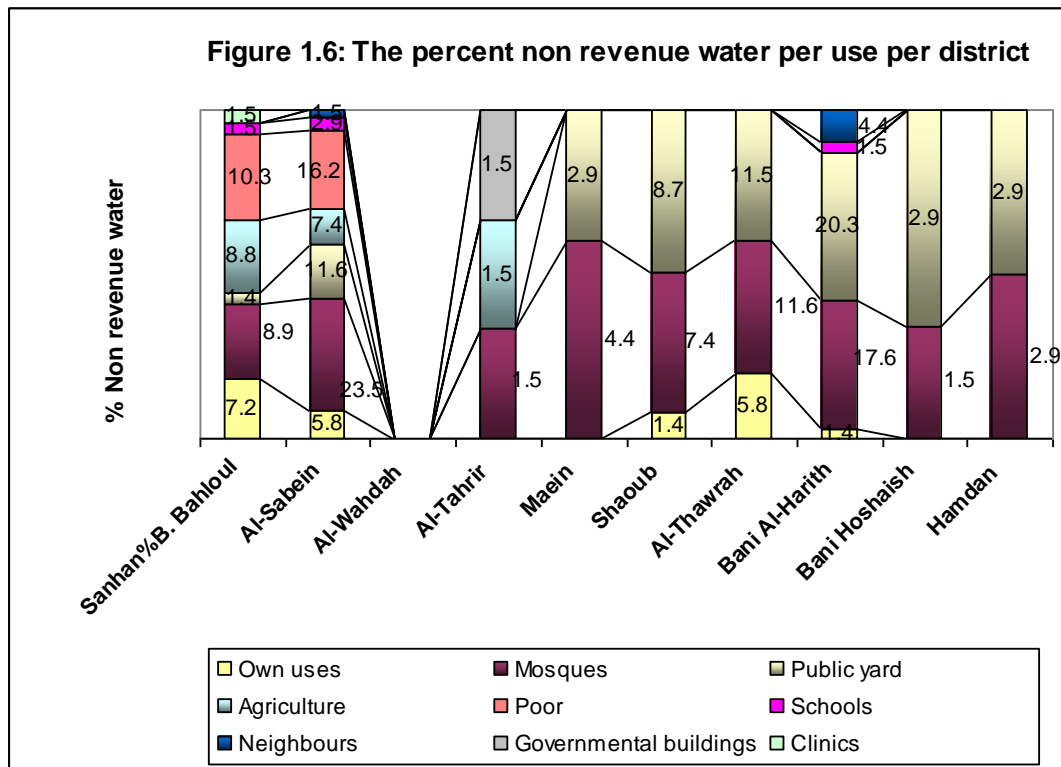 Figure 1.6: The percent non revenue water per use per district
% Non revenue water
1.5
1.5
10.3
8.8
1.4
8.9
7.2
1.5
2.9
16.2
7.4
11.6
23.5
5.8
1.5
1.5
1.5
2.9
4.4
8.7
7.4
1.4
11.5
11.6
5.8
4.4
1.5
20.3
17.6
1.4
2.9
1.5
2.9
2.9
Sanhan%B. Bahloul
Al-Sabein
Al-Wahdah
Al-Tahrir
Maein
Shaoub
Al-Thawrah
Bani Al-Harith
Bani Hoshaish
Hamdan
Own uses Mosques Public yard
Agriculture Poor Schools
Neighbours Governmental buildings Clinics